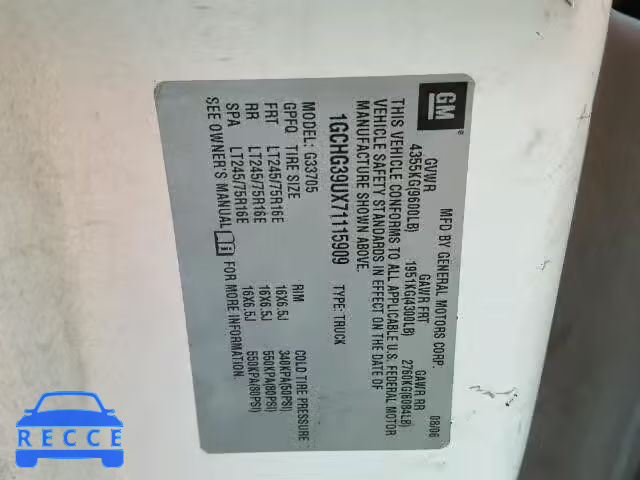 GM
MFD BY GENERAL MOTORS CORP. 08/06
GVWR GAWR FRT GAWR RR
4355KG(9600LB) 1951KG(4300LB) 2760KG(6084LB)
THIS VEHICLE CONFORMS TO ALL APPLICABLE U.S. FEDERAL MOTOR
VEHICLE SAFETY STANDARDS IN EFFECT ON THE DATE OF
MANUFACTURE SHOWN ABOVE.
1GCHG39UX71115909 TYPE: TRUCK
MODEL: G33705
GPFQ TIRE SIZE RIM COLD TIRE PRESSURE
FRT LT245/75R16E 16X6.5J 340KPA(50PSI)
RR LT245/75R16E 16X6.5J 550KPA(80PSI)
SPA LT245/75R16E 16X6.5J 550KPA(80PSI)
SEE OWNER'S MANUAL FOR MORE INFORMATION.
RECCE